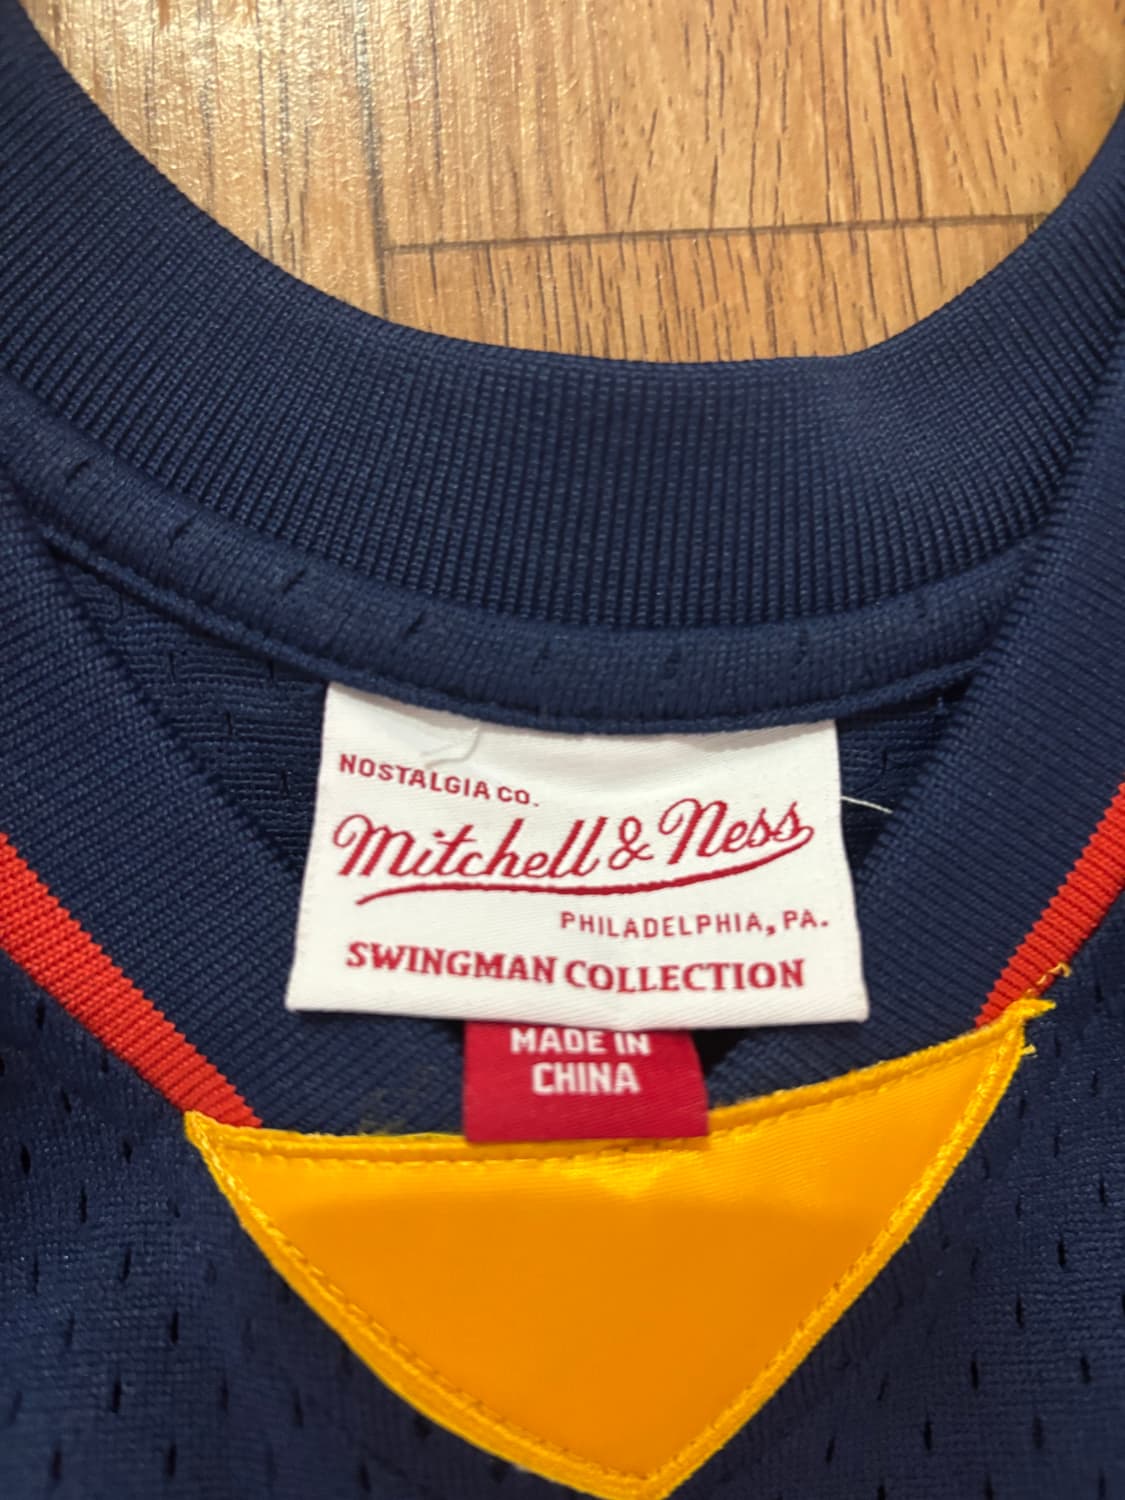 NOSTALGIA CO.
Mitchell & Ness
PHILADELPHIA, PA.
SWINGMAN COLLECTION
MADE IN
CHINA